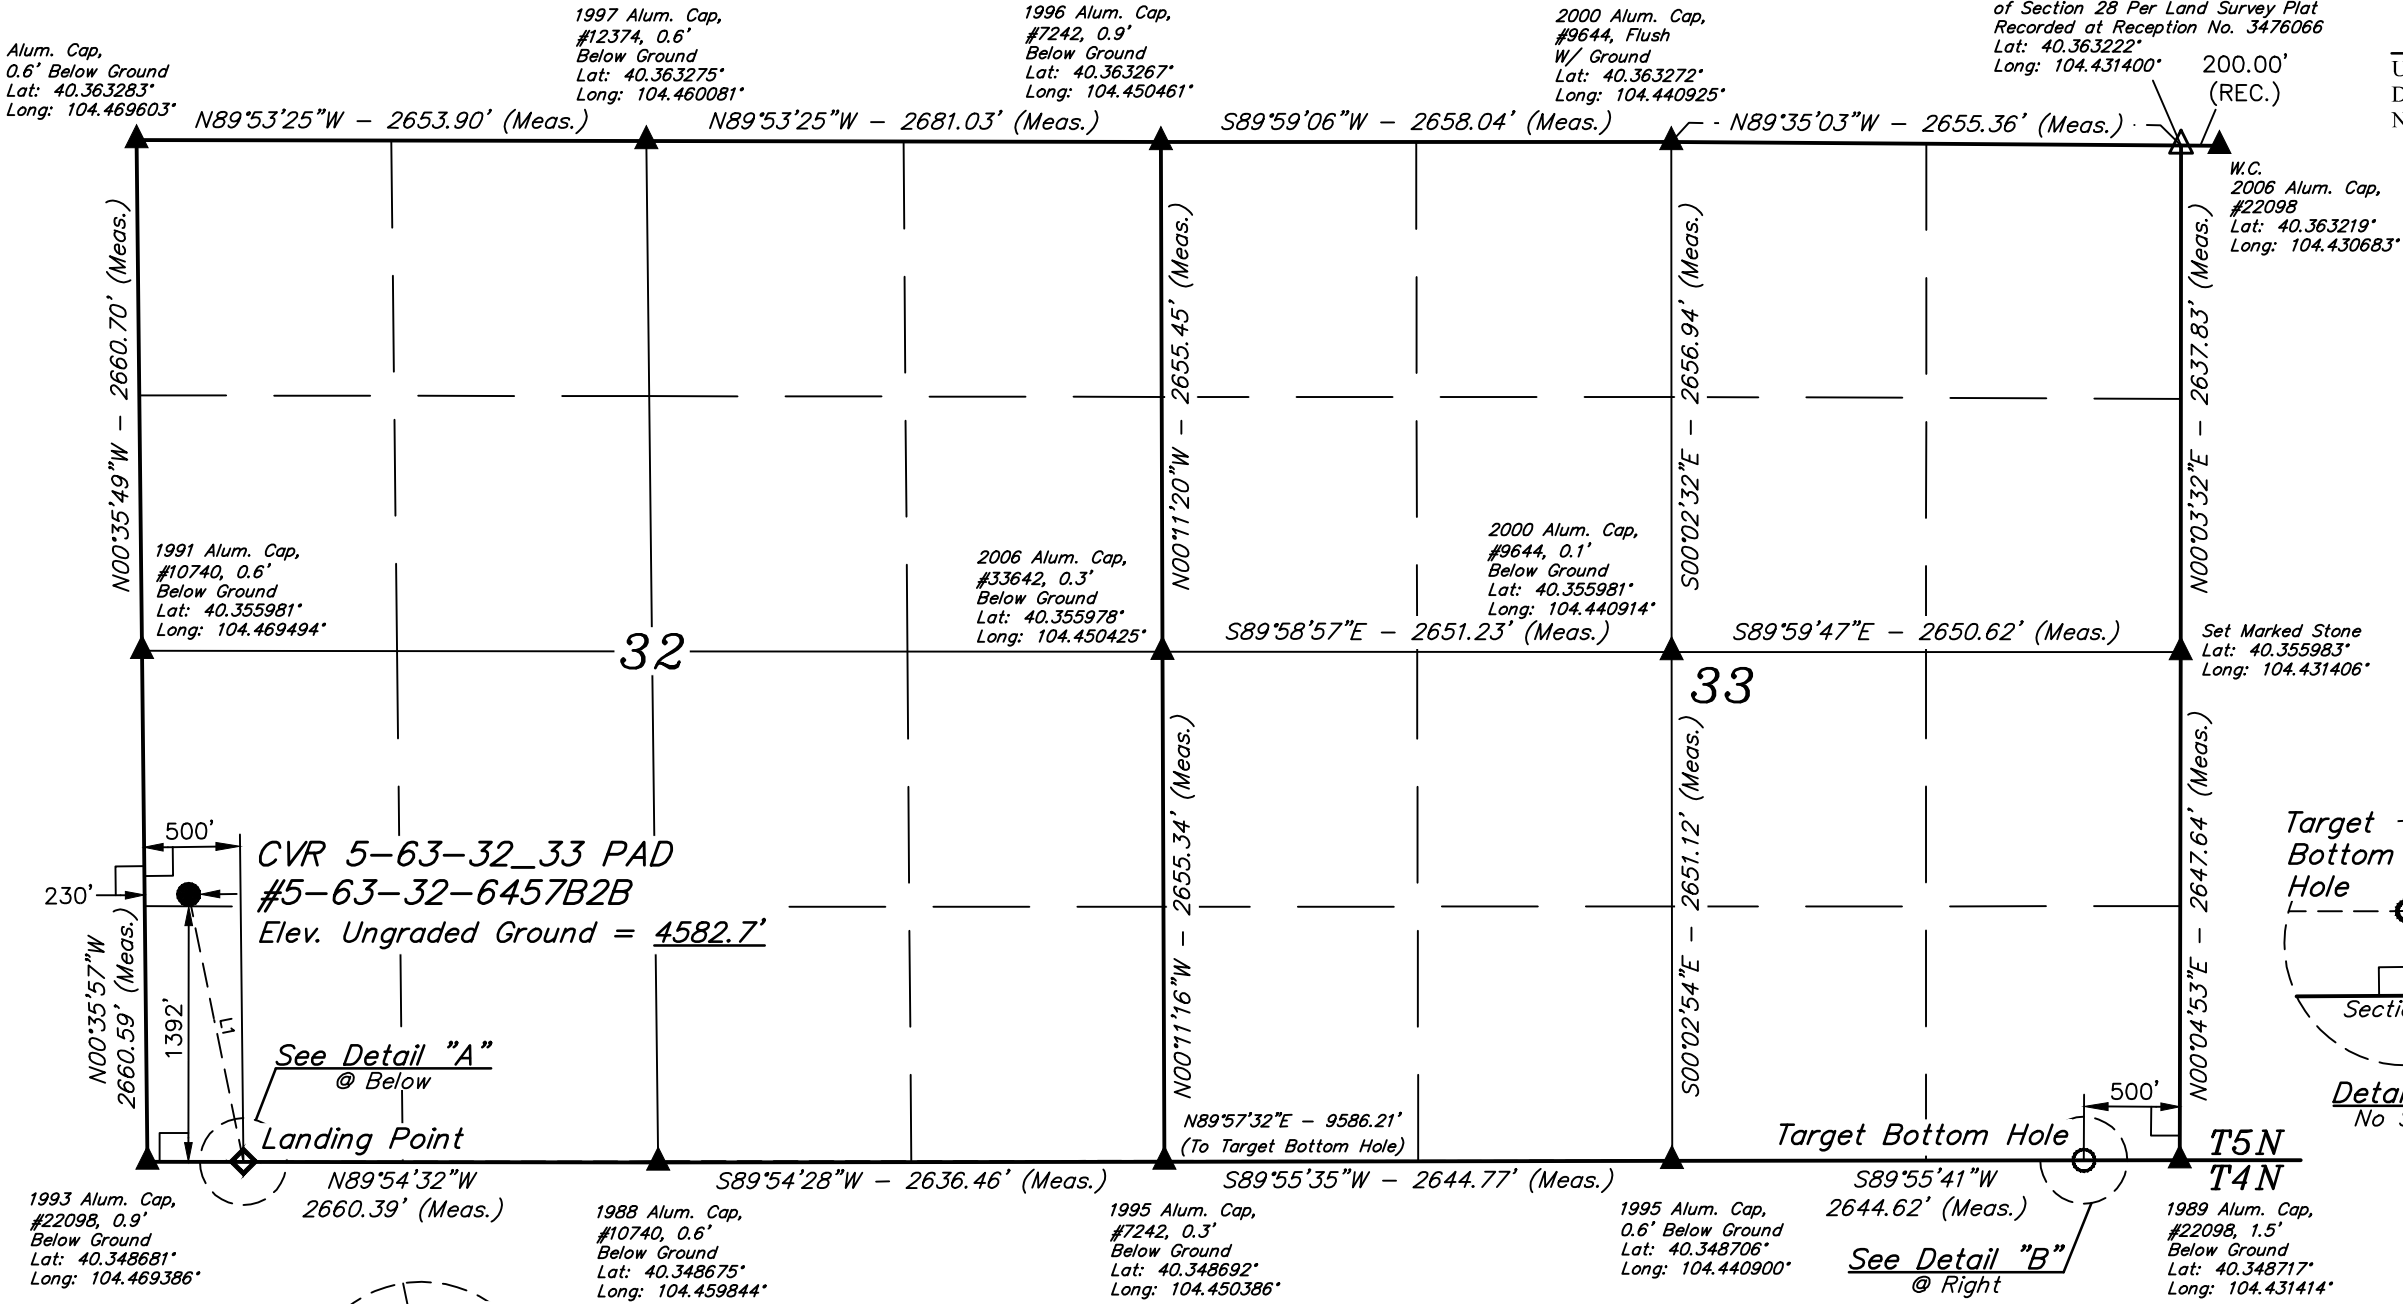 Alum. Cap,
0.6' Below Ground
Lat: 40.363283°
Long: 104.469603°
1997 Alum. Cap,
#12374, 0.6'
Below Ground
Lat: 40.363275°
Long: 104.460081°
1996 Alum. Cap,
#7242, 0.9'
Below Ground
Lat: 40.363267°
Long: 104.450461°
2000 Alum. Cap,
#9644, Flush
W/ Ground
Lat: 40.363272°
Long: 104.440925°
of Section 28 Per Land Survey Plat
Recorded at Reception No. 3476066
Lat: 40.363222°
Long: 104.431400°
200.00'
(REC.)
U
D
N
N89°53'25"W - 2653.90' (Meas.)
N89°53'25"W - 2681.03' (Meas.)
S89°59'06"W - 2658.04' (Meas.)
N89°35'03"W - 2655.36' (Meas.)
W.C.
2006 Alum. Cap,
#22098
Lat: 40.363219°
Long: 104.430683°
N00°35'49"W - 2660.70' (Meas.)
N00°11'20"W - 2655.45' (Meas.)
S00°02'32"E - 2656.94' (Meas.)
N00°03'32"E - 2637.83' (Meas.)
1991 Alum. Cap,
#10740, 0.6'
Below Ground
Lat: 40.355981°
Long: 104.469494°
2006 Alum. Cap,
#33642, 0.3'
Below Ground
Lat: 40.355978°
Long: 104.450425°
2000 Alum. Cap,
#9644, 0.1'
Below Ground
Lat: 40.355981°
Long: 104.440914°
S89°58'57"E - 2651.23' (Meas.)
S89°59'47"E - 2650.62' (Meas.)
Set Marked Stone
Lat: 40.355983°
Long: 104.431406°
32
33
500'
230'
CVR 5-63-32_33 PAD
#5-63-32-6457B2B
Elev. Ungraded Ground = 4582.7'
N00°35'57"W
2660.59' (Meas.)
1392'
L1
N00°11'16"W - 2655.34' (Meas.)
S00°02'54"E - 2651.12' (Meas.)
N00°04'53"E - 2647.64' (Meas.)
Target
Bottom
Hole
Secti
Deta
No
See Detail "A"
@ Below
Landing Point
N89°57'32"E - 9586.21'
(To Target Bottom Hole)
Target Bottom Hole
500'
T5N
T4N
N89°54'32"W
2660.39' (Meas.)
S89°54'28"W - 2636.46' (Meas.)
S89°55'35"W - 2644.77' (Meas.)
S89°55'41"W
2644.62' (Meas.)
1993 Alum. Cap,
#22098, 0.9'
Below Ground
Lat: 40.348681°
Long: 104.469386°
1988 Alum. Cap,
#10740, 0.6'
Below Ground
Lat: 40.348675°
Long: 104.459844°
1995 Alum. Cap,
#7242, 0.3'
Below Ground
Lat: 40.348692°
Long: 104.450386°
1995 Alum. Cap,
0.6' Below Ground
Lat: 40.348706°
Long: 104.440900°
See Detail "B"
@ Right
1989 Alum. Cap,
#22098, 1.5'
Below Ground
Lat: 40.348717°
Long: 104.431414°